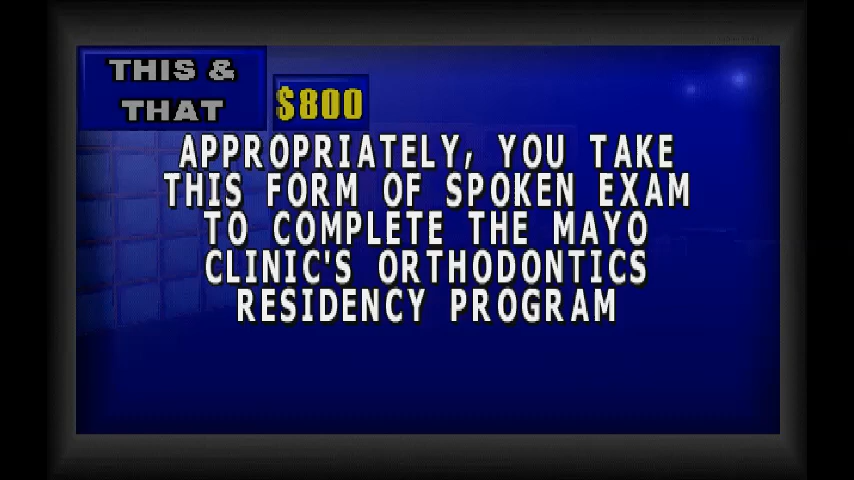 THIS &
THAT
$800
APPROPRIATELY, YOU TAKE
THIS FORM OF SPOKEN EXAM
TO COMPLETE THE MAYO
CLINIC'S ORTHODONTICS
RESIDENCY PROGRAM